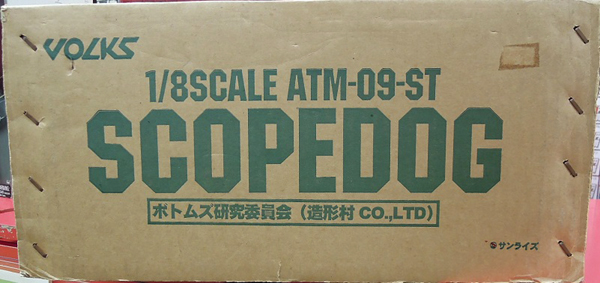 VOLKS
1/8SCALE ATM-09-ST
SCOPEDOG
ボトムズ研究委員会（造形村 CO.,LTD）
サンライズ